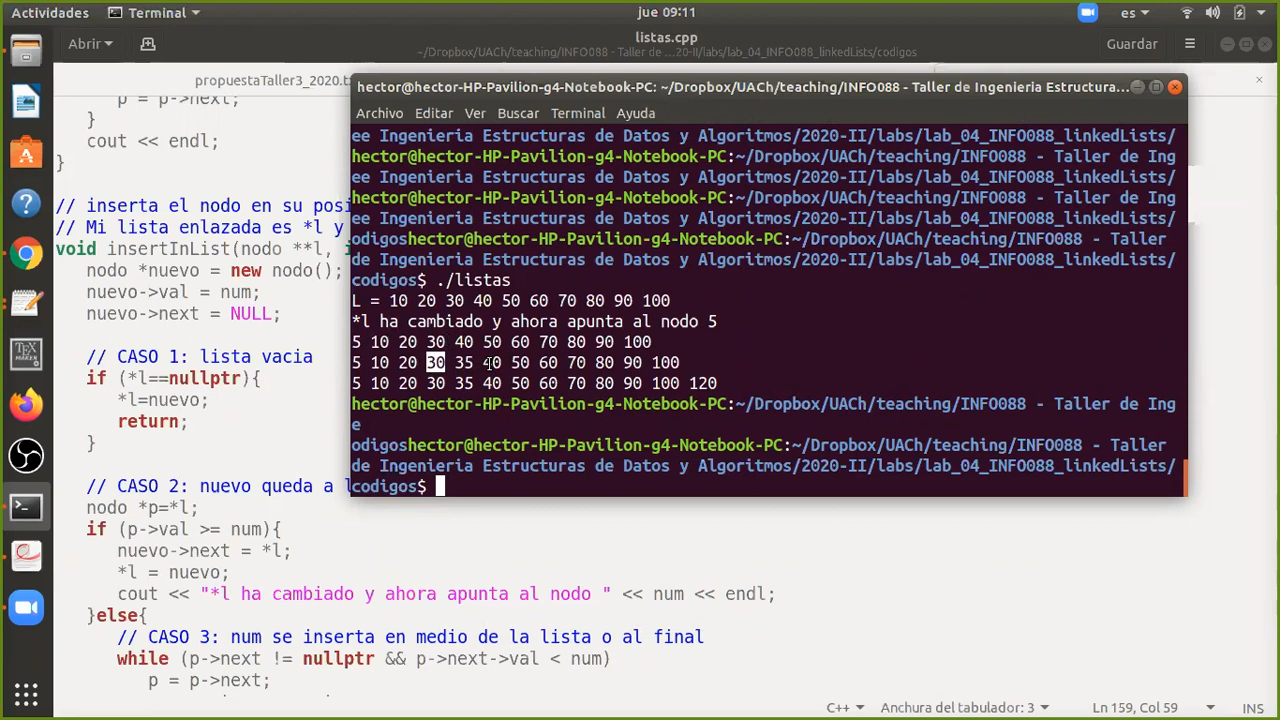 Actividades
Terminal
jue 09:11
es
Abrir
listas.cpp
~/Dropbox/UACh/teaching/INFO088 - Taller de ...20-II/labs/lab_04_INFO088_linkedLists/codigos
Guardar
propuestaTaller3_2020.t
p = p->next;
}
cout << endl;
}
// inserta el nodo en su posi
// Mi lista enlazada es *l y
void insertInList(nodo **l, i
nodo *nuevo = new nodo();
nuevo->val = num;
nuevo->next = NULL;
// CASO 1: lista vacia
if (*l==nullptr){
*l=nuevo;
return;
}
// CASO 2: nuevo queda a l
nodo *p=*l;
if (p->val >= num){
nuevo->next = *l;
*l = nuevo;
cout << "*l ha cambiado y ahora apunta al nodo " << num << endl;
}else{
// CASO 3: num se inserta en medio de la lista o al final
while (p->next != nullptr && p->next->val < num)
p = p->next;
hector@hector-HP-Pavilion-g4-Notebook-PC: ~/Dropbox/UACh/teaching/INFO088 - Taller de Ingenieria Estructura...
Archivo Editar Ver Buscar Terminal Ayuda
ee Ingenieria Estructuras de Datos y Algoritmos/2020-II/labs/lab_04_INFO088_linkedLists/
hector@hector-HP-Pavilion-g4-Notebook-PC:~/Dropbox/UACh/teaching/INFO088 - Taller de Ing
ee Ingenieria Estructuras de Datos y Algoritmos/2020-II/labs/lab_04_INFO088_linkedLists/
hector@hector-HP-Pavilion-g4-Notebook-PC:~/Dropbox/UACh/teaching/INFO088 - Taller de Ing
ee Ingenieria Estructuras de Datos y Algoritmos/2020-II/labs/lab_04_INFO088_linkedLists/
odigoshector@hector-HP-Pavilion-g4-Notebook-PC:~/Dropbox/UACh/teaching/INFO088 - Taller
de Ingenieria Estructuras de Datos y Algoritmos/2020-II/labs/lab_04_INFO088_linkedLists/
codigos$ ./listas
L = 10 20 30 40 50 60 70 80 90 100
*l ha cambiado y ahora apunta al nodo 5
5 10 20 30 40 50 60 70 80 90 100
5 10 20 30 35 40 50 60 70 80 90 100
5 10 20 30 35 40 50 60 70 80 90 100 120
hector@hector-HP-Pavilion-g4-Notebook-PC:~/Dropbox/UACh/teaching/INFO088 - Taller de Ing
e
odigoshector@hector-HP-Pavilion-g4-Notebook-PC:~/Dropbox/UACh/teaching/INFO088 - Taller
de Ingenieria Estructuras de Datos y Algoritmos/2020-II/labs/lab_04_INFO088_linkedLists/
codigos$
C++
Anchura del tabulador: 3
Ln 159, Col 59
INS